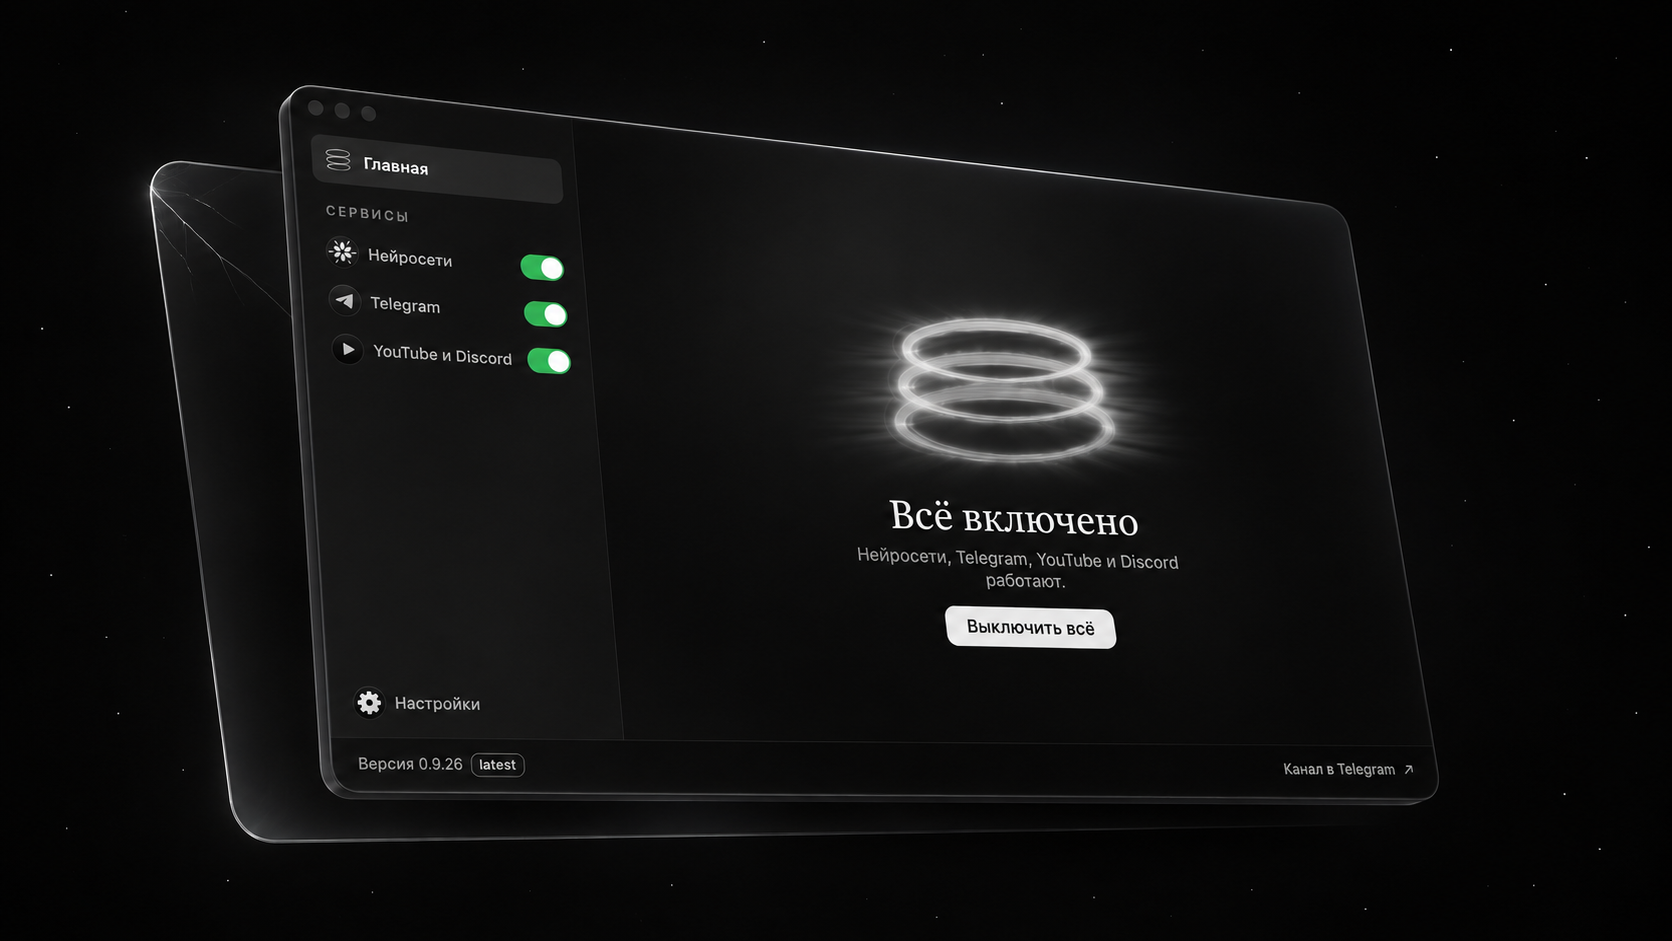 Главная
СЕРВИСЫ
Нейросети
Telegram
YouTube и Discord
Всё включено
Нейросети, Telegram, YouTube и Discord
работают.
Выключить всё
Настройки
Версия 0.9.26 latest
Канал в Telegram ↗